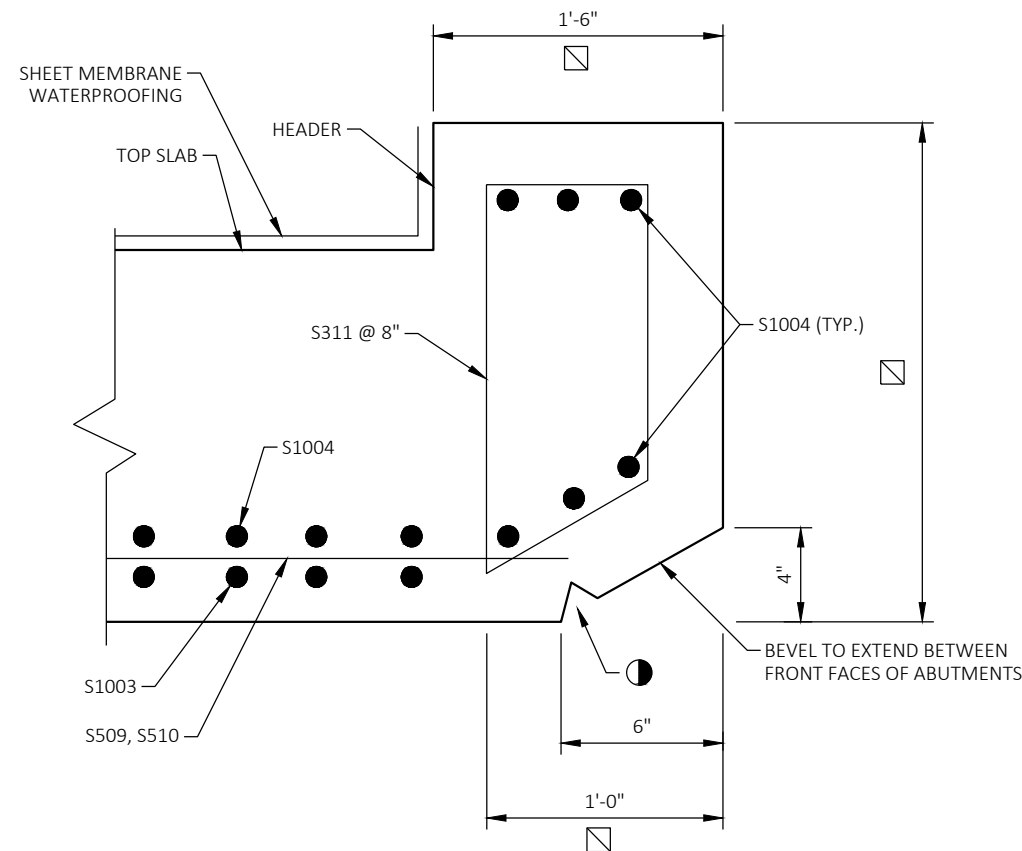 1'-6"
SHEET MEMBRANE
WATERPROOFING
HEADER
TOP SLAB
S311 @ 8"
S1004 (TYP.)
S1004
4"
BEVEL TO EXTEND BETWEEN
FRONT FACES OF ABUTMENTS
S1003
S509, S510
6"
1'-0"